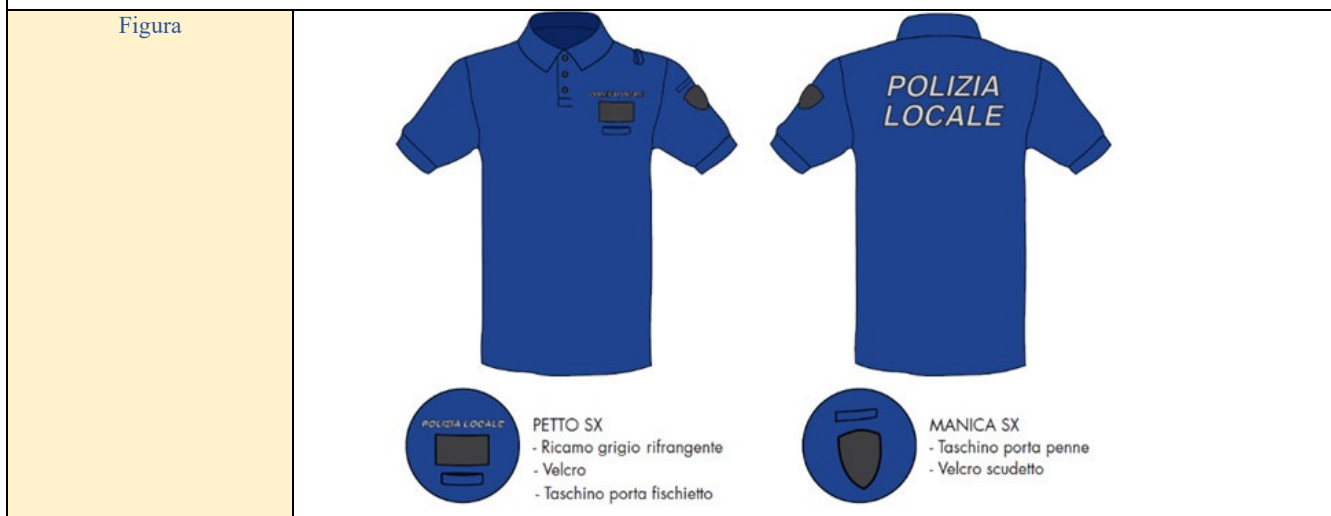 Figura
POLIZIA
LOCALE
POLIZIA LOCALE
PETTO SX
- Ricamo grigio rifrangente
- Velcro
- Taschino porta fischietto
MANICA SX
- Taschino porta penne
- Velcro scudetto